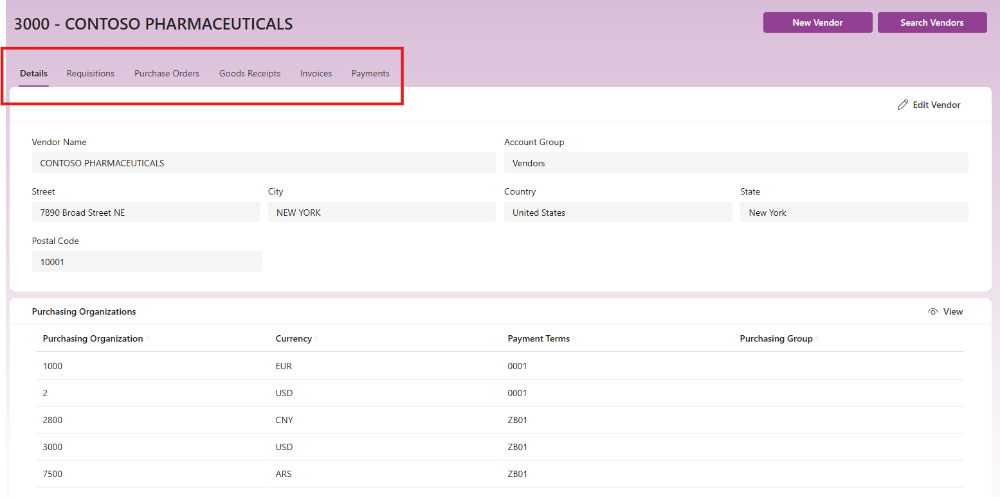 3000 - CONTOSO PHARMACEUTICALS
New Vendor
Search Vendors
Details Requisitions Purchase Orders Goods Receipts Invoices Payments
Edit Vendor
Vendor Name Account Group
CONTOSO PHARMACEUTICALS Vendors
Street City Country State
7890 Broad Street NE NEW YORK United States New York
Postal Code
10001
Purchasing Organizations View
Purchasing Organization Currency Payment Terms Purchasing Group
1000 EUR 0001
2 USD 0001
2800 CNY ZB01
3000 USD ZB01
7500 ARS ZB01